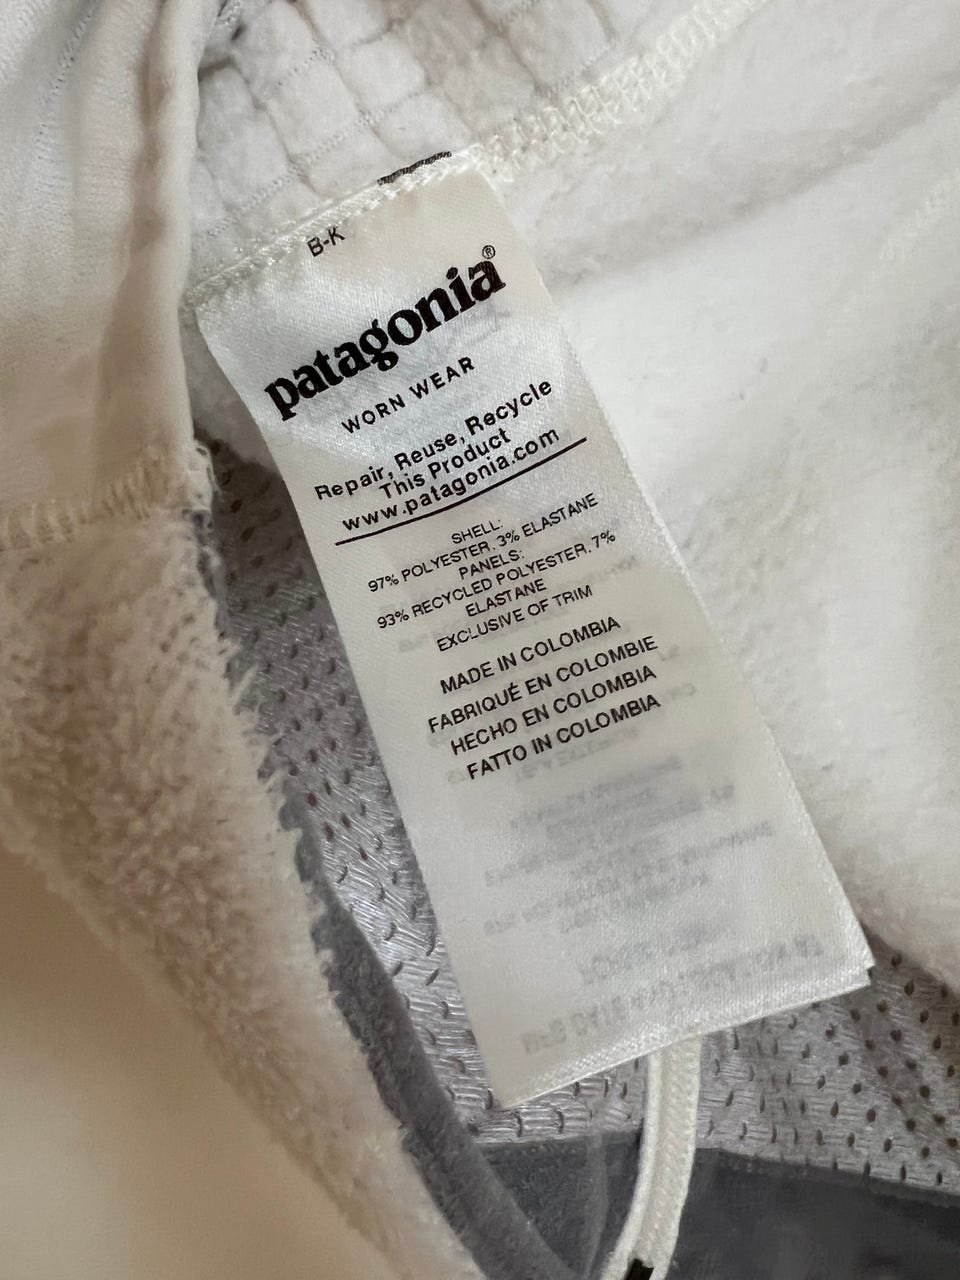 B-K
patagonia®
WORN WEAR
Repair, Reuse, Recycle
This Product
www.patagonia.com
SHELL:
97% POLYESTER. 3% ELASTANE
PANELS:
93% RECYCLED POLYESTER. 7%
ELASTANE
EXCLUSIVE OF TRIM
MADE IN COLOMBIA
FABRIQUÉ EN COLOMBIE
HECHO EN COLOMBIA
FATTO IN COLOMBIA